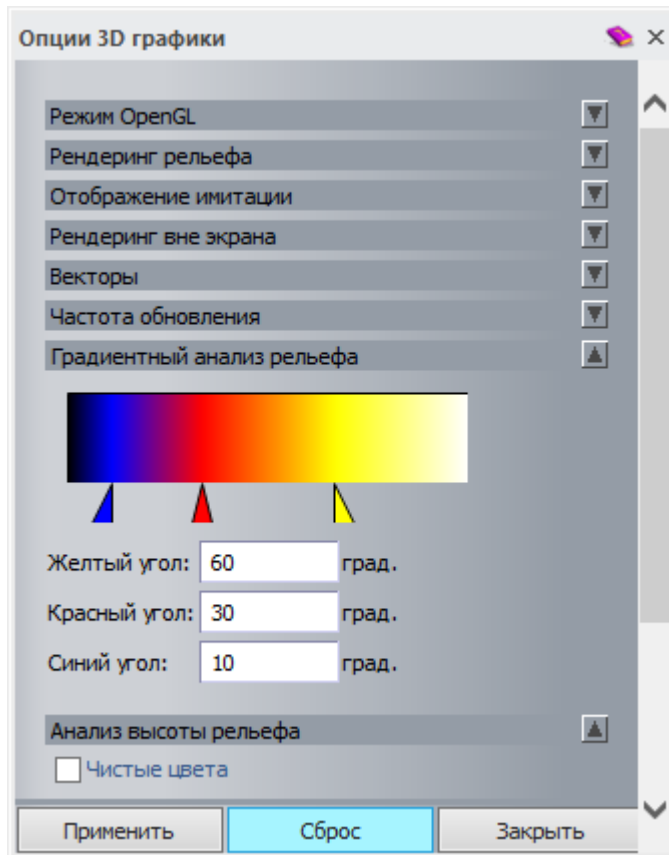 Опции 3D графики
Режим OpenGL
Рендеринг рельефа
Отображение имитации
Рендеринг вне экрана
Векторы
Частота обновления
Градиентный анализ рельефа
Желтый угол: 60 град.
Красный угол: 30 град.
Синий угол: 10 град.
Анализ высоты рельефа
Чистые цвета
Применить Сброс Закрыть